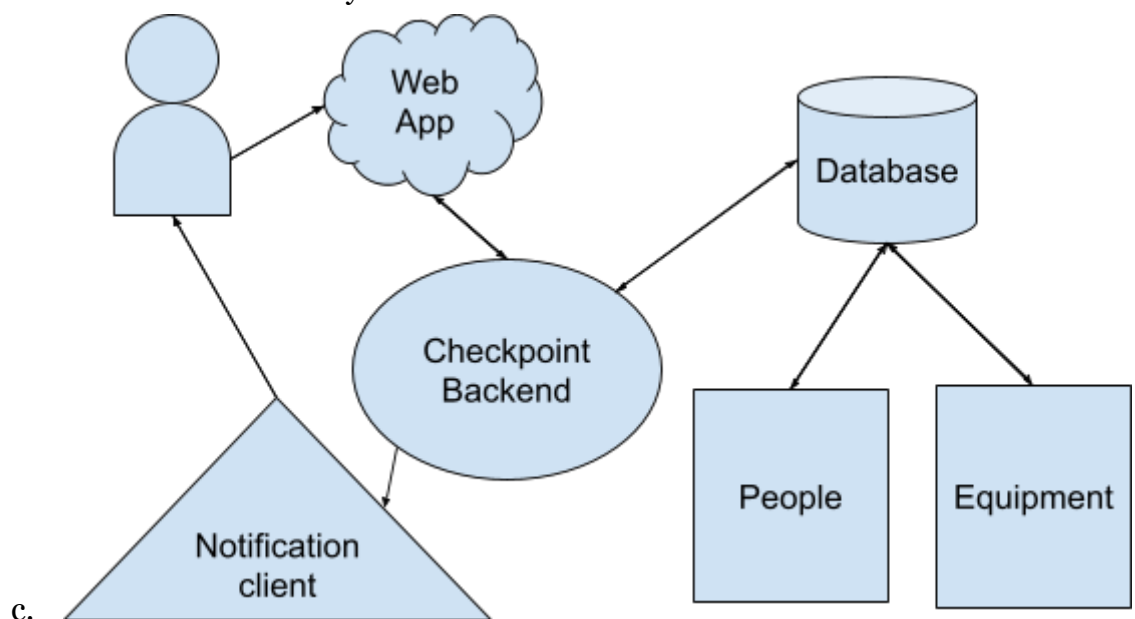 Web
App
Database
Checkpoint
Backend
People
Equipment
Notification
client
c.